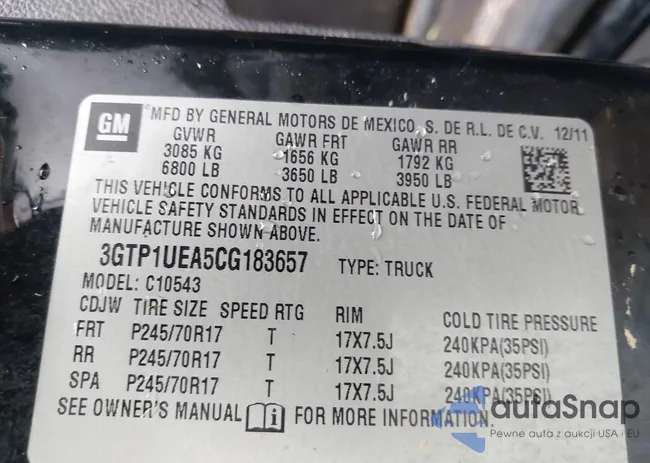 GM
MFD BY GENERAL MOTORS DE MEXICO, S. DE R.L. DE C.V. 12/11
GVWR GAWR FRT GAWR RR
3085 KG 1656 KG 1792 KG
6800 LB 3650 LB 3950 LB
THIS VEHICLE CONFORMS TO ALL APPLICABLE U.S. FEDERAL MOTOR
VEHICLE SAFETY STANDARDS IN EFFECT ON THE DATE OF
MANUFACTURE SHOWN ABOVE.
3GTP1UEA5CG183657 TYPE: TRUCK
MODEL: C10543
CDJW TIRE SIZE SPEED RTG RIM COLD TIRE PRESSURE
FRT P245/70R17 T 17X7.5J 240KPA(35PSI)
RR P245/70R17 T 17X7.5J 240KPA(35PSI)
SPA P245/70R17 T 17X7.5J 240KPA(35PSI)
SEE OWNER'S MANUAL i FOR MORE INFORMATION.
autaSnap
Pewne auta z aukcji USA i EU